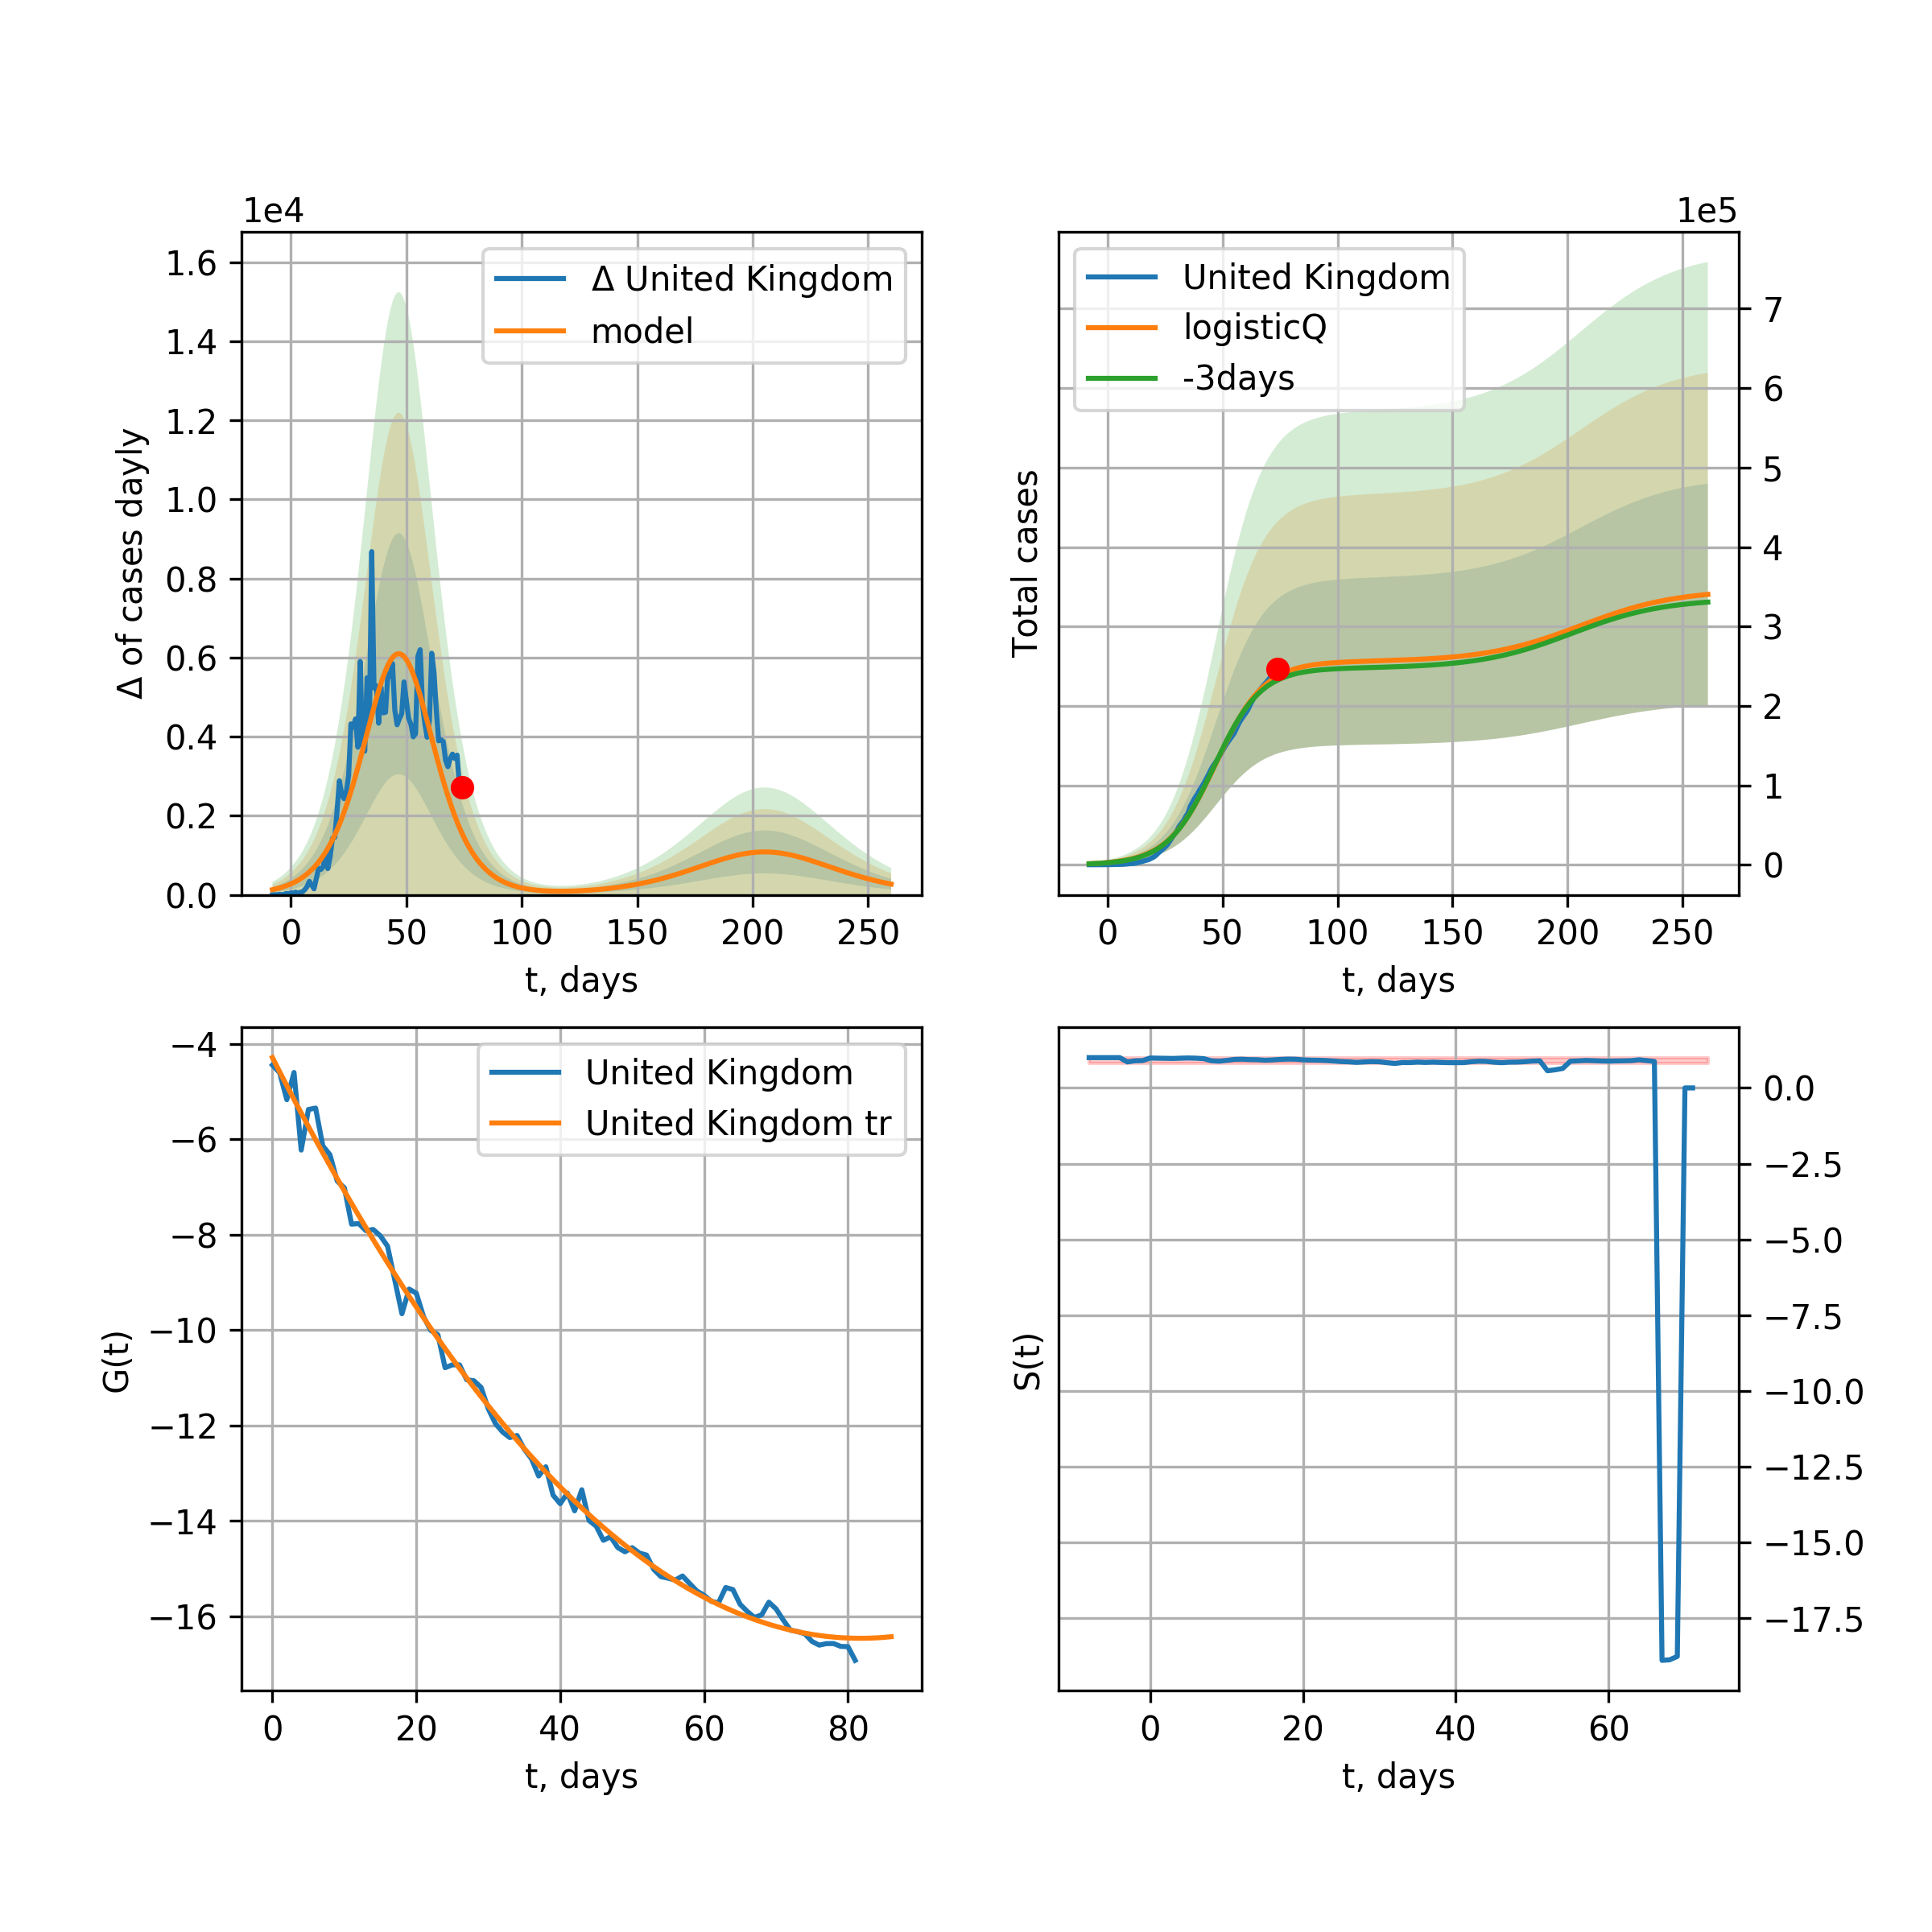 1e4
1.6
1.4
1.2
1.0
0.8
0.6
0.4
0.2
0.0
Δ of cases dayly
Δ United Kingdom
model
0 50 100 150 200 250
t, days
1e5
7
6
5
4
3
2
1
0
Total cases
United Kingdom
logisticQ
-3days
0 50 100 150 200 250
t, days
−4
−6
−8
−10
−12
−14
−16
G(t)
United Kingdom
United Kingdom tr
0 20 40 60 80
t, days
0.0
−2.5
−5.0
−7.5
−10.0
−12.5
−15.0
−17.5
S(t)
0 20 40 60
t, days